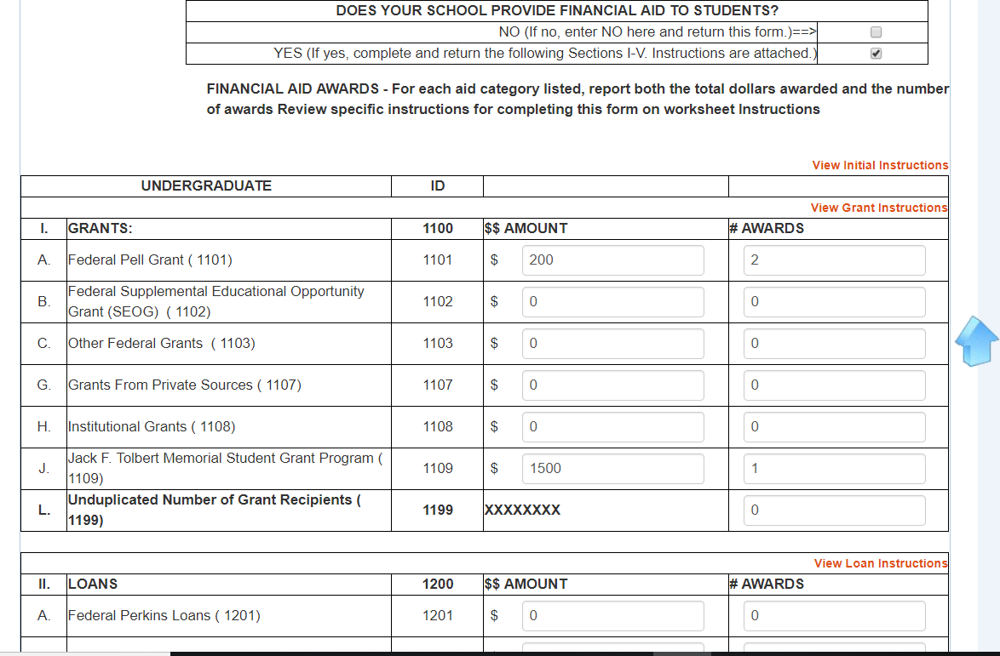 DOES YOUR SCHOOL PROVIDE FINANCIAL AID TO STUDENTS?
NO (If no, enter NO here and return this form.)==>
YES (If yes, complete and return the following Sections I-V. Instructions are attached.)
FINANCIAL AID AWARDS - For each aid category listed, report both the total dollars awarded and the number
of awards Review specific instructions for completing this form on worksheet Instructions
View Initial Instructions
UNDERGRADUATE ID
View Grant Instructions
I. GRANTS: 1100 $$ AMOUNT # AWARDS
A. Federal Pell Grant ( 1101) 1101 $ 200 2
B. Federal Supplemental Educational Opportunity
Grant (SEOG) ( 1102) 1102 $ 0 0
C. Other Federal Grants ( 1103) 1103 $ 0 0
G. Grants From Private Sources ( 1107) 1107 $ 0 0
H. Institutional Grants ( 1108) 1108 $ 0 0
J. Jack F. Tolbert Memorial Student Grant Program (
1109) 1109 $ 1500 1
L. Unduplicated Number of Grant Recipients (
1199) 1199 XXXXXXXX 0
View Loan Instructions
II. LOANS 1200 $$ AMOUNT # AWARDS
A. Federal Perkins Loans ( 1201) 1201 $ 0 0